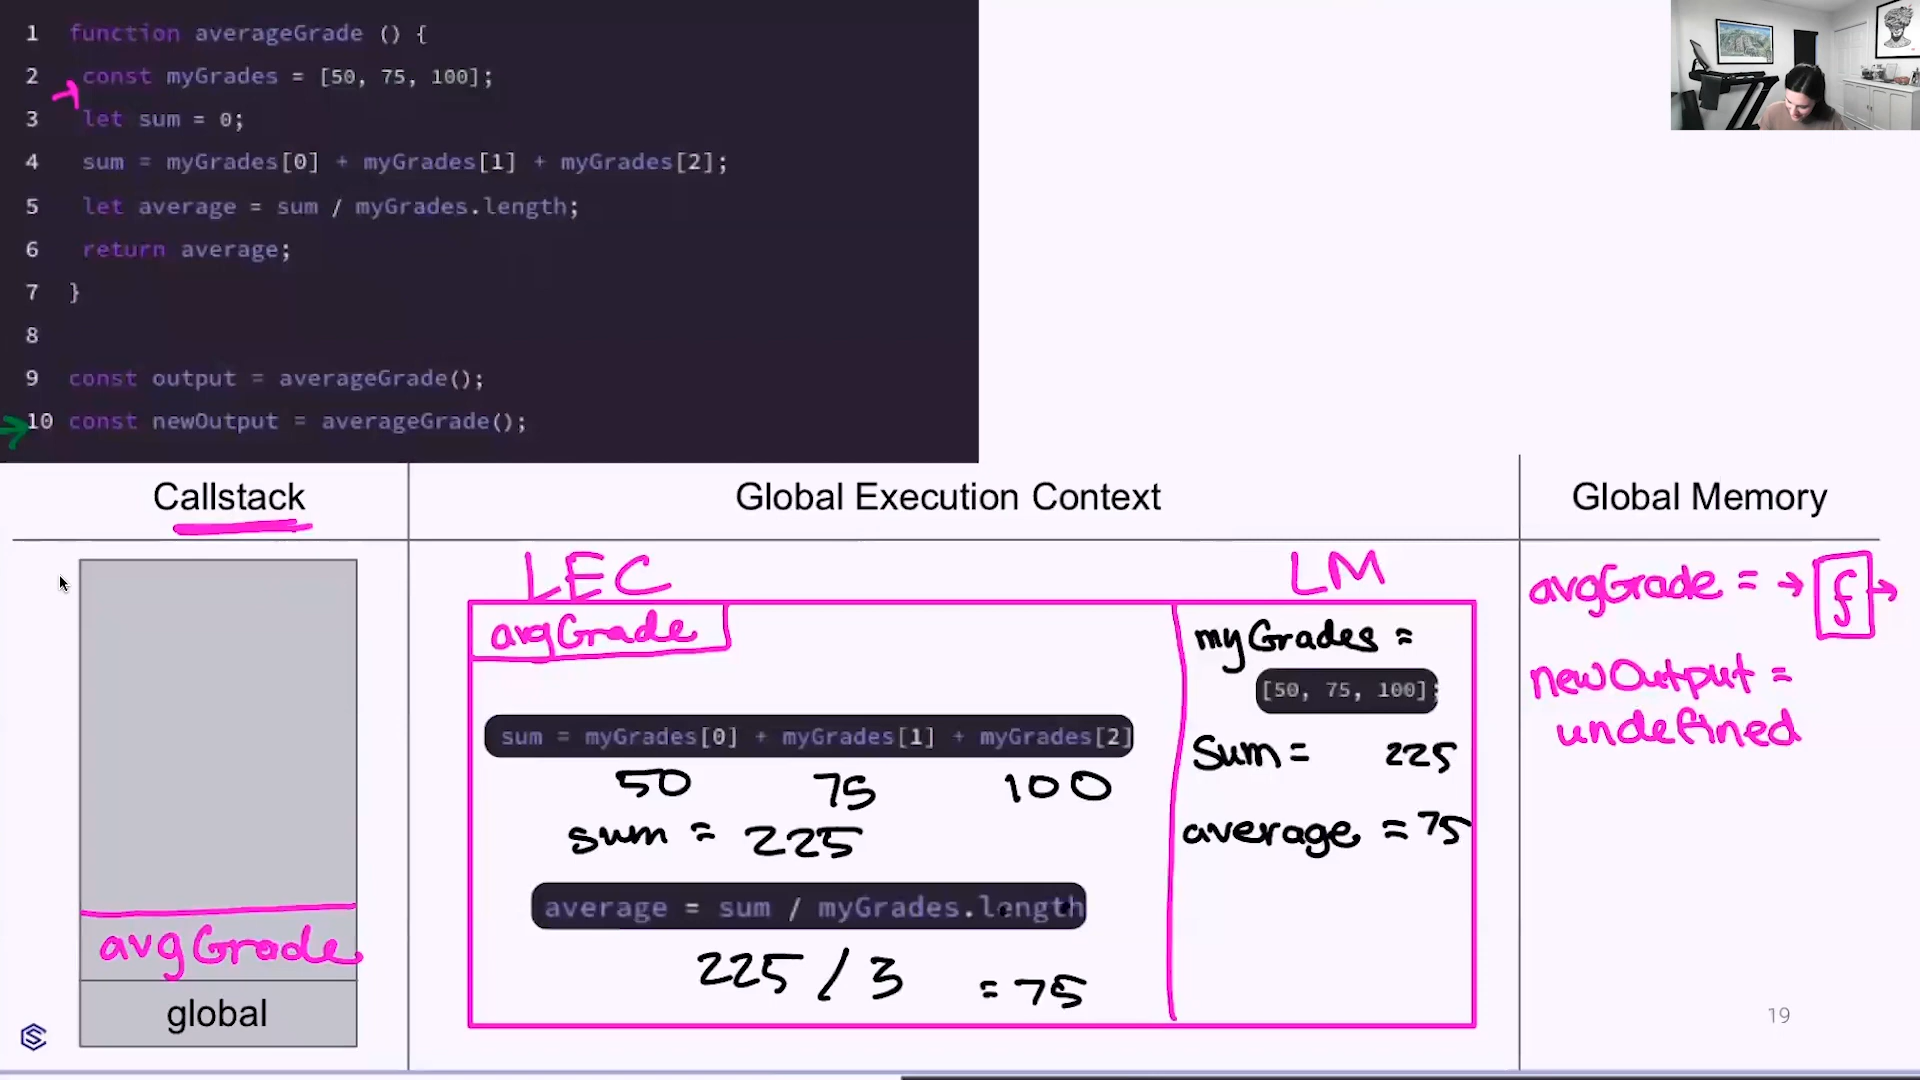 1 function averageGrade () {
2 const myGrades = [50, 75, 100];
3 let sum = 0;
4 sum = myGrades[0] + myGrades[1] + myGrades[2];
5 let average = sum / myGrades.length;
6 return average;
7 }
8
9 const output = averageGrade();
10 const newOutput = averageGrade();
Callstack
Global Execution Context
Global Memory
avgGrade
global
LEC
LM
avgGrade
sum = myGrades[0] + myGrades[1] + myGrades[2]
50 75 100
sum = 225
average = sum / myGrades.length
225 / 3 = 75
myGrades =
[50, 75, 100];
Sum = 225
average = 75
avgGrade = → f →
newOutput =
undefined
19